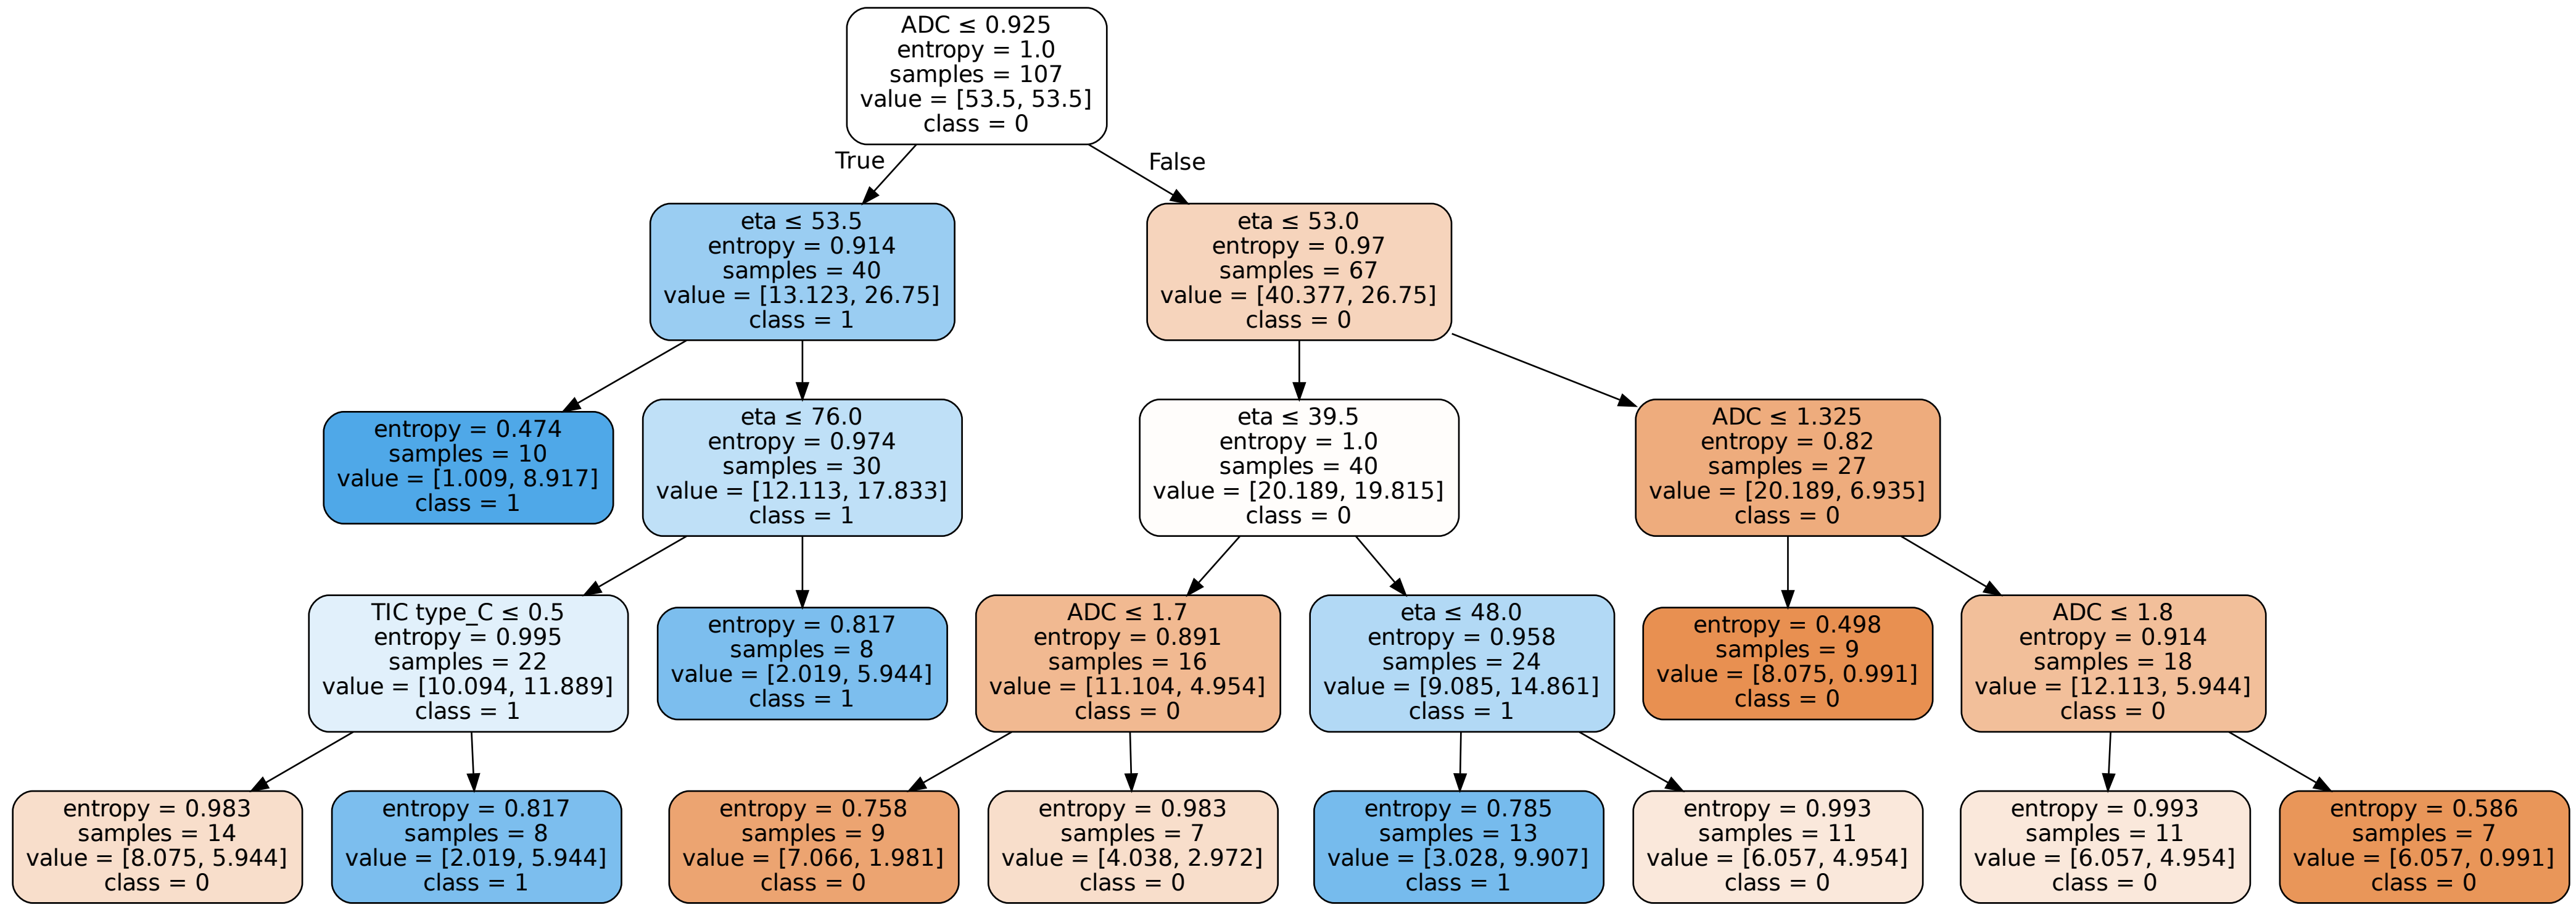 ADC ≤ 0.925
entropy = 1.0
samples = 107
value = [53.5, 53.5]
class = 0
True
False
eta ≤ 53.5
entropy = 0.914
samples = 40
value = [13.123, 26.75]
class = 1
eta ≤ 53.0
entropy = 0.97
samples = 67
value = [40.377, 26.75]
class = 0
entropy = 0.474
samples = 10
value = [1.009, 8.917]
class = 1
eta ≤ 76.0
entropy = 0.974
samples = 30
value = [12.113, 17.833]
class = 1
eta ≤ 39.5
entropy = 1.0
samples = 40
value = [20.189, 19.815]
class = 0
ADC ≤ 1.325
entropy = 0.82
samples = 27
value = [20.189, 6.935]
class = 0
TIC type_C ≤ 0.5
entropy = 0.995
samples = 22
value = [10.094, 11.889]
class = 1
entropy = 0.817
samples = 8
value = [2.019, 5.944]
class = 1
ADC ≤ 1.7
entropy = 0.891
samples = 16
value = [11.104, 4.954]
class = 0
eta ≤ 48.0
entropy = 0.958
samples = 24
value = [9.085, 14.861]
class = 1
entropy = 0.498
samples = 9
value = [8.075, 0.991]
class = 0
ADC ≤ 1.8
entropy = 0.914
samples = 18
value = [12.113, 5.944]
class = 0
entropy = 0.983
samples = 14
value = [8.075, 5.944]
class = 0
entropy = 0.817
samples = 8
value = [2.019, 5.944]
class = 1
entropy = 0.758
samples = 9
value = [7.066, 1.981]
class = 0
entropy = 0.983
samples = 7
value = [4.038, 2.972]
class = 0
entropy = 0.785
samples = 13
value = [3.028, 9.907]
class = 1
entropy = 0.993
samples = 11
value = [6.057, 4.954]
class = 0
entropy = 0.993
samples = 11
value = [6.057, 4.954]
class = 0
entropy = 0.586
samples = 7
value = [6.057, 0.991]
class = 0